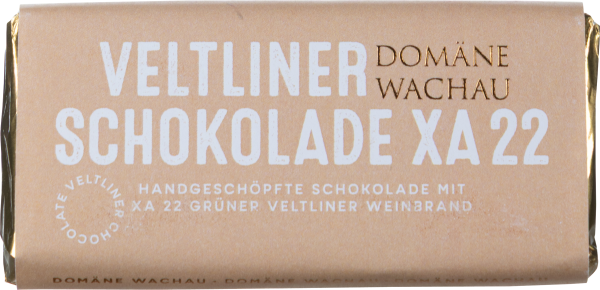 VELTLINER
DOMÄNE
WACHAU
SCHOKOLADE XA 22
HANDGESCHÖPFTE SCHOKOLADE MIT
XA 22 GRÜNER VELTLINER WEINBRAND
CHOCOLATE VELTLINER
DOMÄNE WACHAU · DOMÄNE WACHAU · DOMÄNE WACHAU